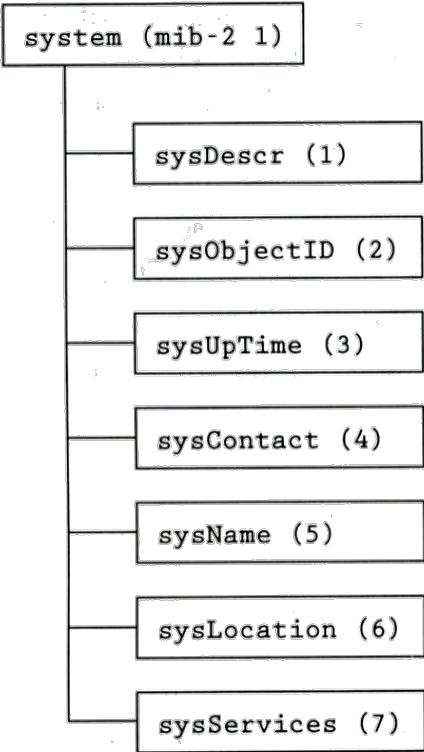 system (mib-2 1)
sysDescr (1)
sysObjectID (2)
sysUpTime (3)
sysContact (4)
sysName (5)
sysLocation (6)
sysServices (7)